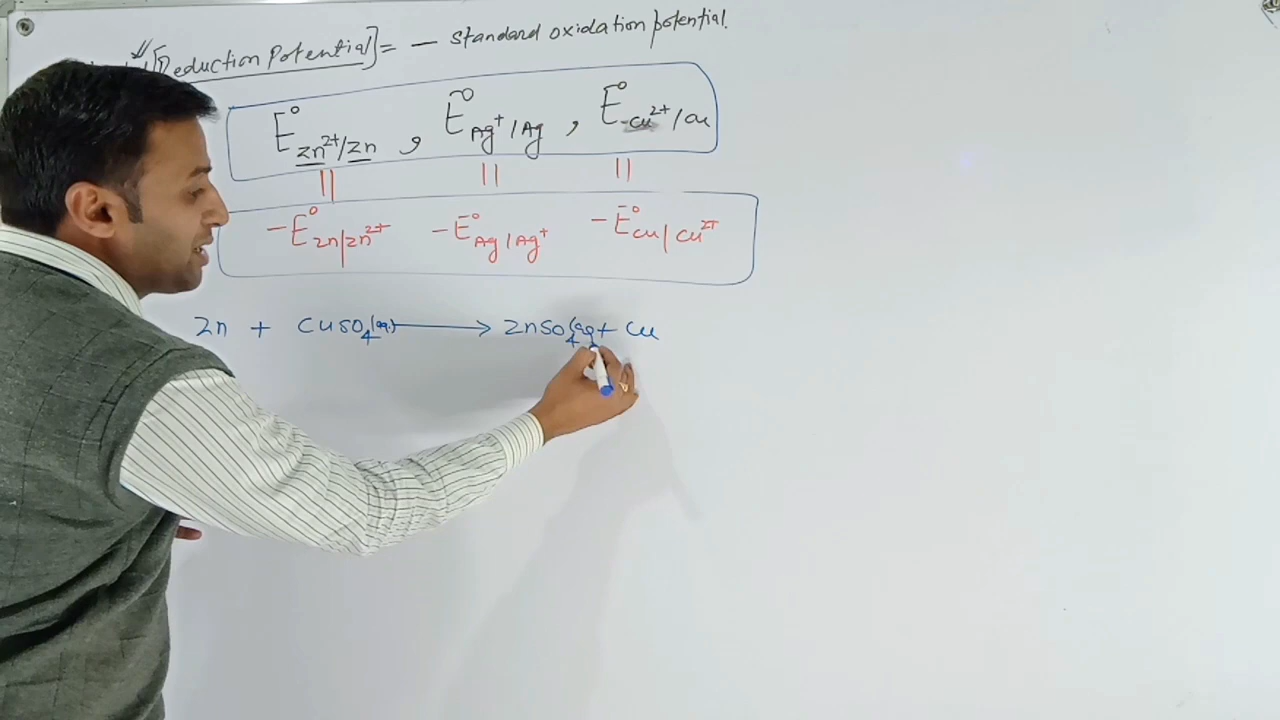 [Reduction Potential] = — standard oxidation potential.
E° Zn²⁺/Zn , E° Ag⁺/Ag , E° Cu²⁺/Cu
|| || ||
-E° Zn/Zn²⁺ -E° Ag/Ag⁺ -E° Cu/Cu²⁺
Zn + CuSO₄(aq.) ⟶ ZnSO₄(aq + Cu